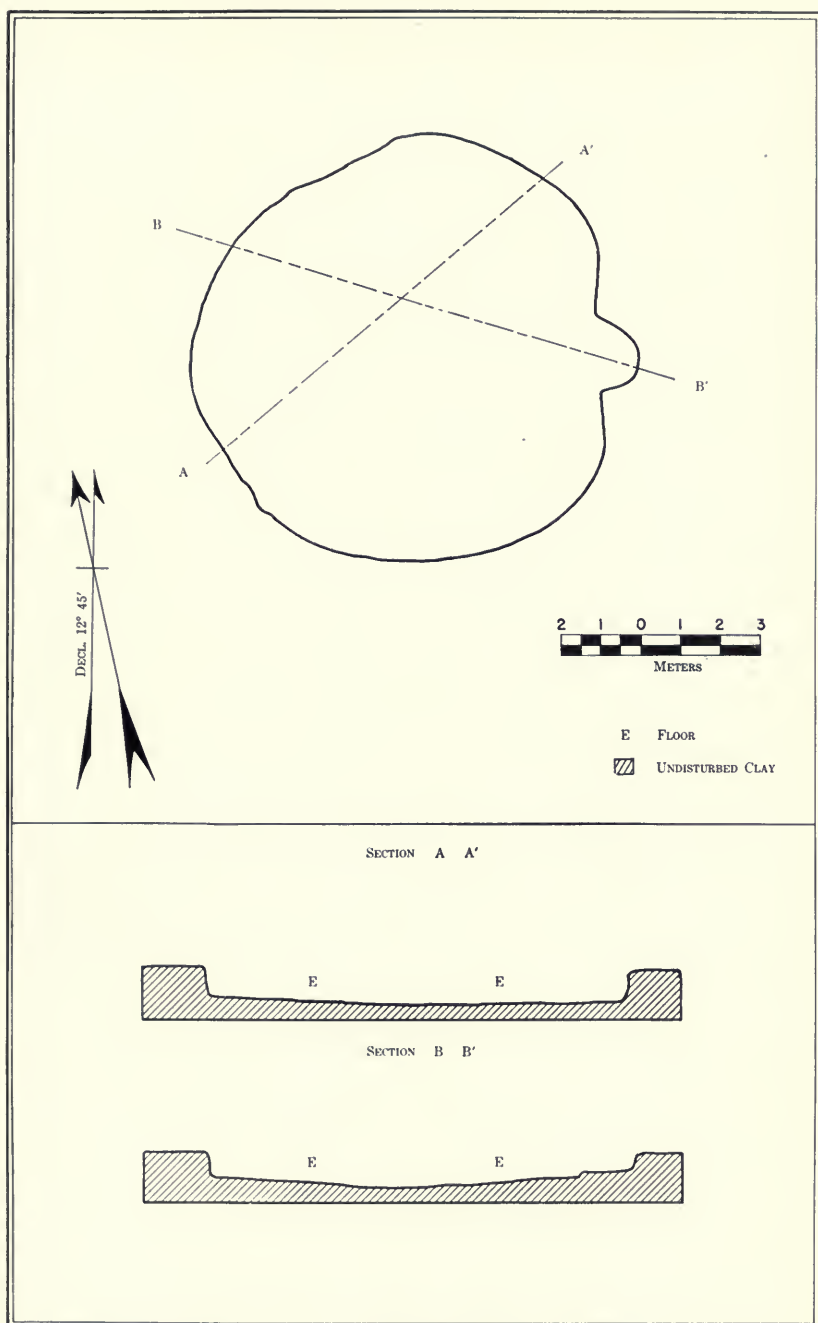 A'
B
B'
A
DECL. 12° 45'
2 1 0 1 2 3
METERS
E FLOOR
UNDISTURBED CLAY
SECTION A A'
E E
SECTION B B'
E E